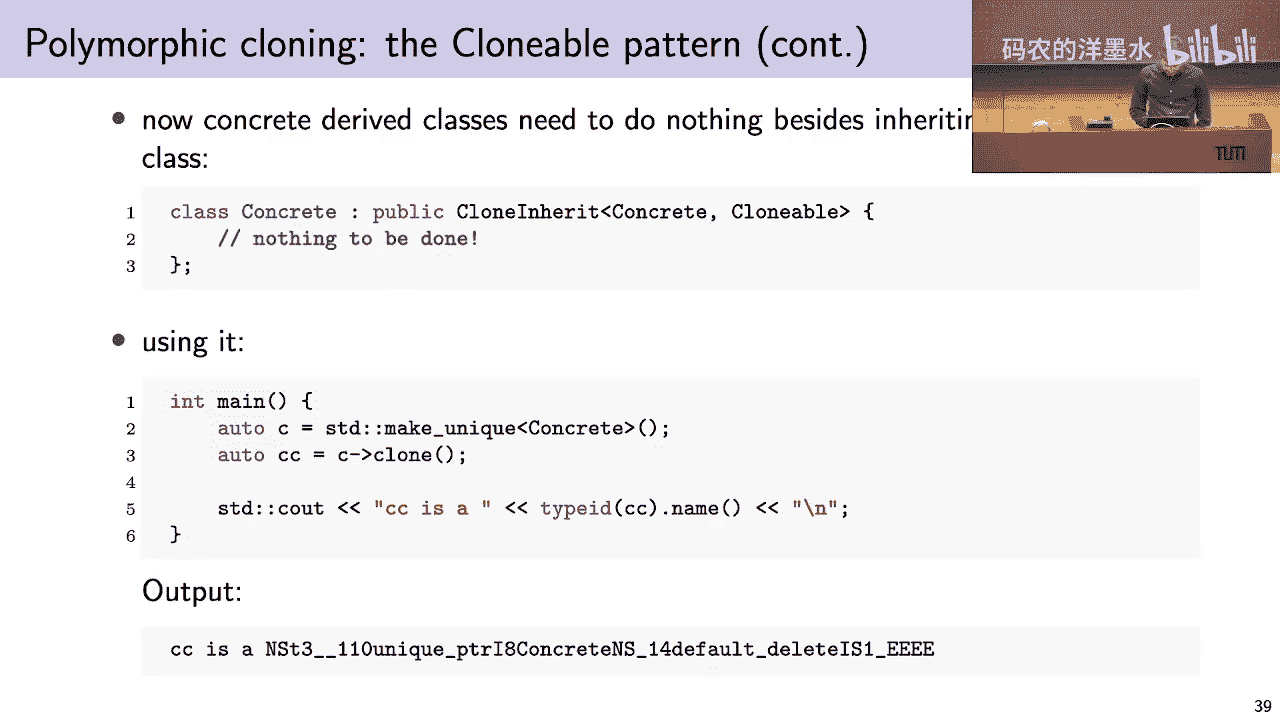 Polymorphic cloning: the Cloneable pattern (cont.)
码农的洋墨水 bilibili
TUM
• now concrete derived classes need to do nothing besides
class:
1 class Concrete : public CloneInherit<Concrete, Cloneable> {
2 // nothing to be done!
3 };
• using it:
1 int main() {
2 auto c = std::make_unique<Concrete>();
3 auto cc = c->clone();
4
5 std::cout << "cc is a " << typeid(cc).name() << "\n";
6 }
Output:
cc is a NSt3__110unique_ptrI8ConcreteNS_14default_deleteIS1_EEEE
39